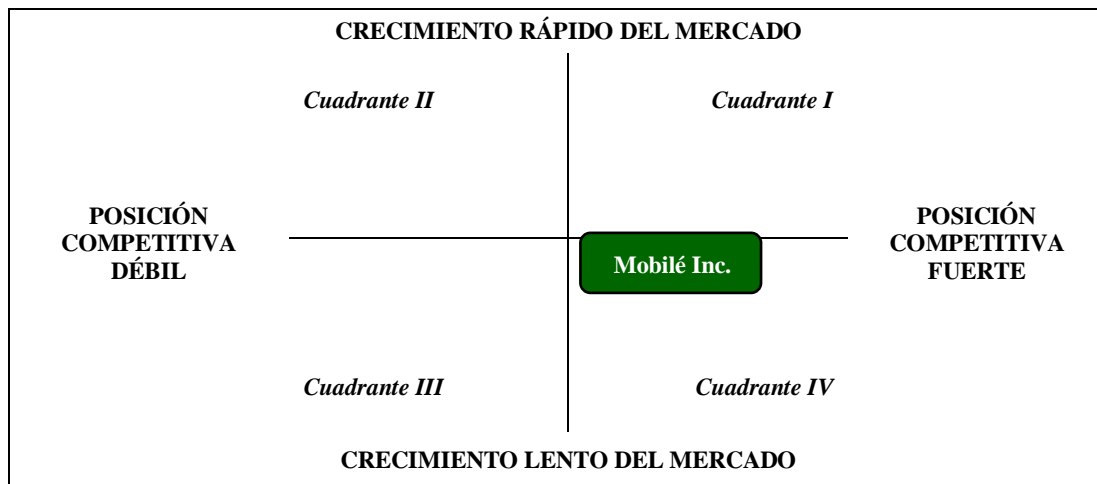 CRECIMIENTO RÁPIDO DEL MERCADO
Cuadrante II
Cuadrante I
POSICIÓN
COMPETITIVA
DÉBIL
POSICIÓN
COMPETITIVA
FUERTE
Mobilé Inc.
Cuadrante III
Cuadrante IV
CRECIMIENTO LENTO DEL MERCADO